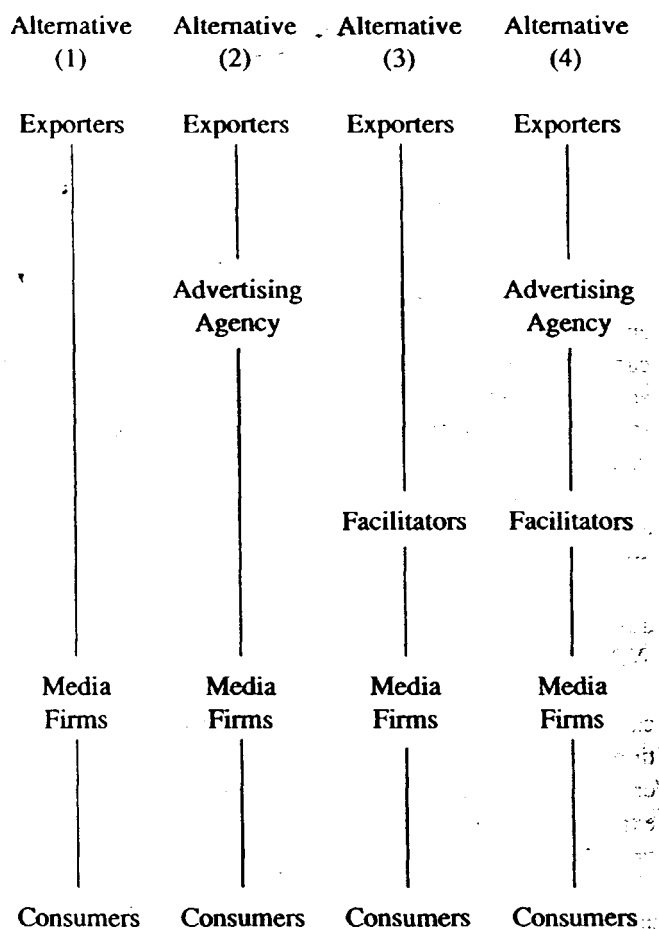 Alternative Alternative Alternative Alternative
(1) (2) (3) (4)
Exporters Exporters Exporters Exporters
Advertising Advertising
Agency Agency
Facilitators Facilitators
Media Media Media Media
Firms Firms Firms Firms
Consumers Consumers Consumers Consumers